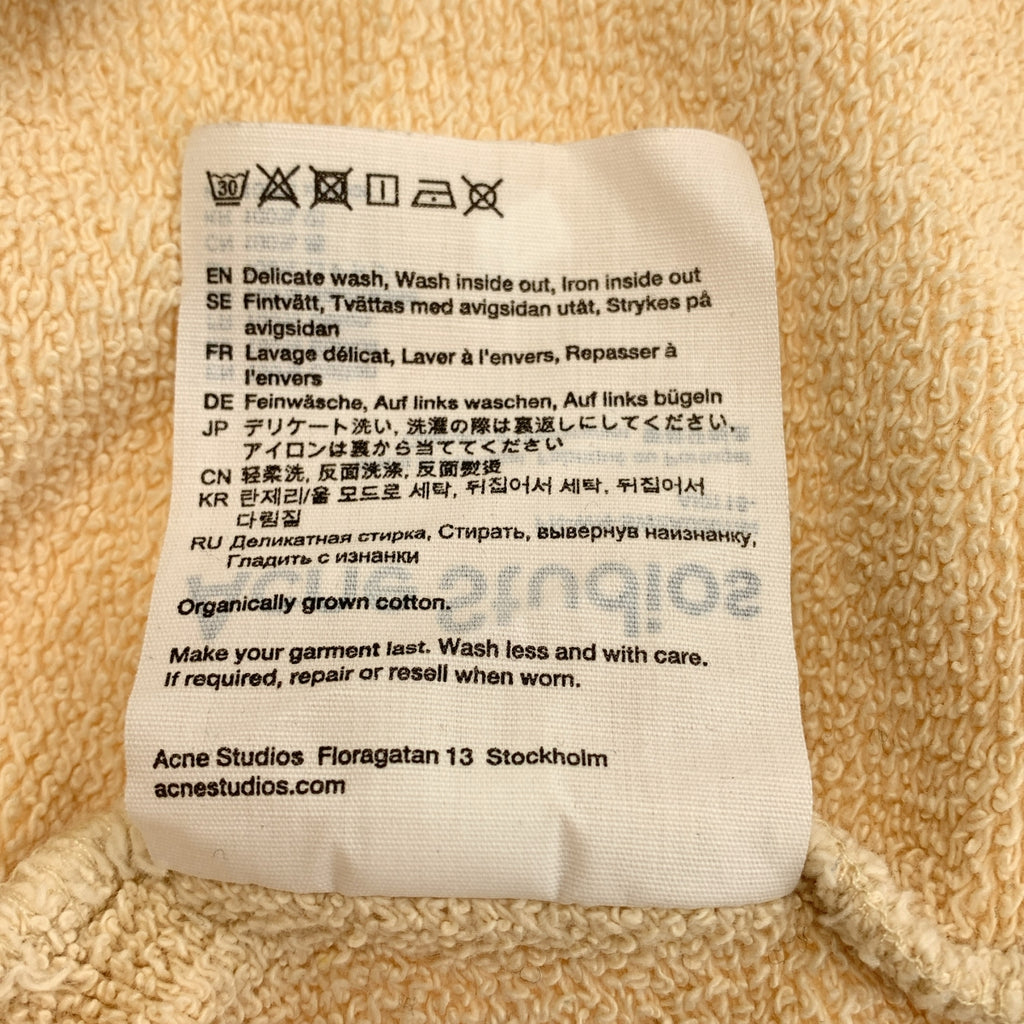 30
EN Delicate wash, Wash inside out, Iron inside out
SE Fintvätt, Tvättas med avigsidan utåt, Strykes på
avigsidan
FR Lavage délicat, Laver à l'envers, Repasser à
l'envers
DE Feinwäsche, Auf links waschen, Auf links bügeln
JP デリケート洗い, 洗濯の際は裏返しにしてください,
アイロンは裏から当ててください
CN 轻柔洗, 反面洗涤, 反面熨烫
KR 란제리/울 모드로 세탁, 뒤집어서 세탁, 뒤집어서
다림질
RU Деликатная стирка, Стирать, вывернув наизнанку,
Гладить с изнанки
Acne Studios
Organically grown cotton.
Make your garment last. Wash less and with care.
If required, repair or resell when worn.
Acne Studios Floragatan 13 Stockholm
acnestudios.com